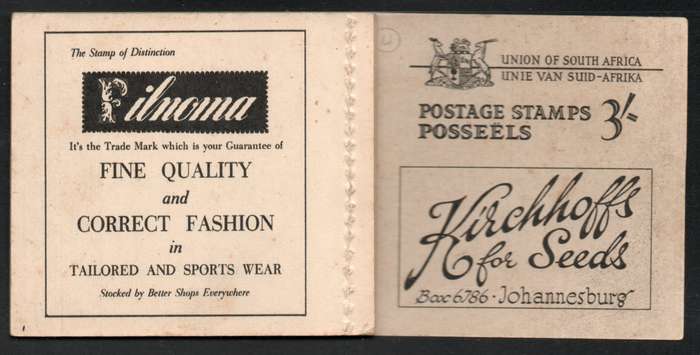 The Stamp of Distinction
Filnoma
It's the Trade Mark which is your Guarantee of
FINE QUALITY
and
CORRECT FASHION
in
TAILORED AND SPORTS WEAR
Stocked by Better Shops Everywhere
UNION OF SOUTH AFRICA
UNIE VAN SUID-AFRIKA
POSTAGE STAMPS 3/=
POSSEËLS
Kirchhoffs
for Seeds
Box 6786 · Johannesburg